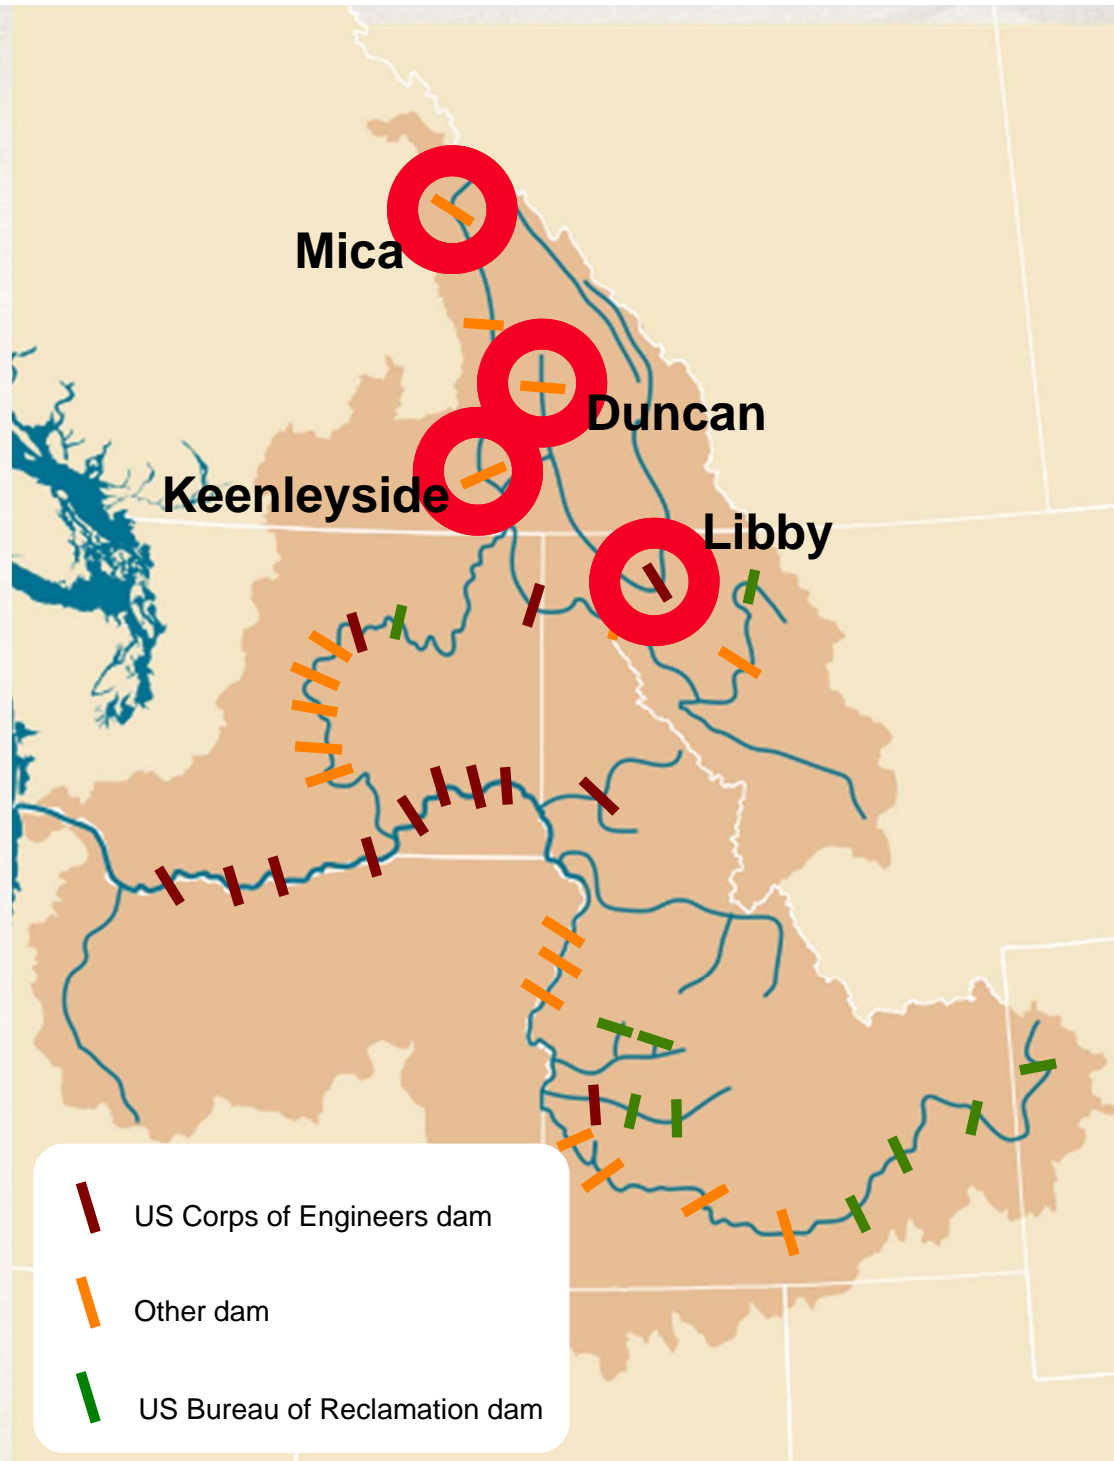 Mica
Duncan
Keenleyside
Libby
US Corps of Engineers dam
Other dam
US Bureau of Reclamation dam